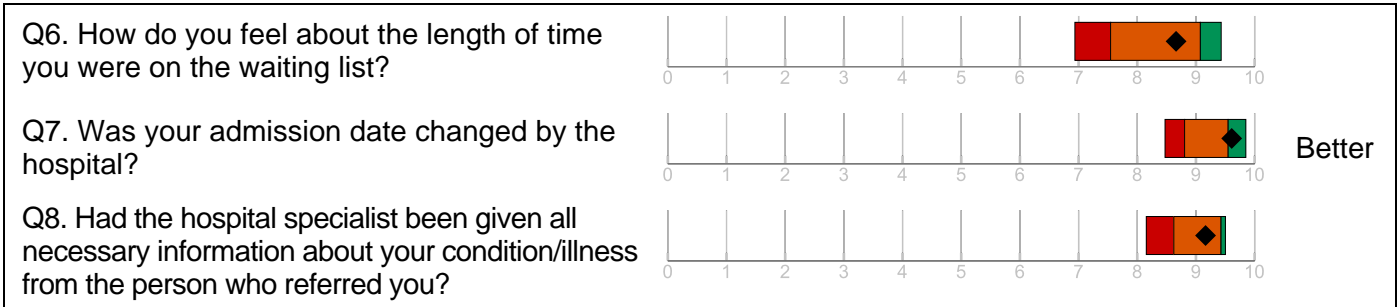 Q6. How do you feel about the length of time
you were on the waiting list?
0 1 2 3 4 5 6 7 8 9 10
Q7. Was your admission date changed by the
hospital?
Better
0 1 2 3 4 5 6 7 8 9 10
Q8. Had the hospital specialist been given all
necessary information about your condition/illness
from the person who referred you?
0 1 2 3 4 5 6 7 8 9 10